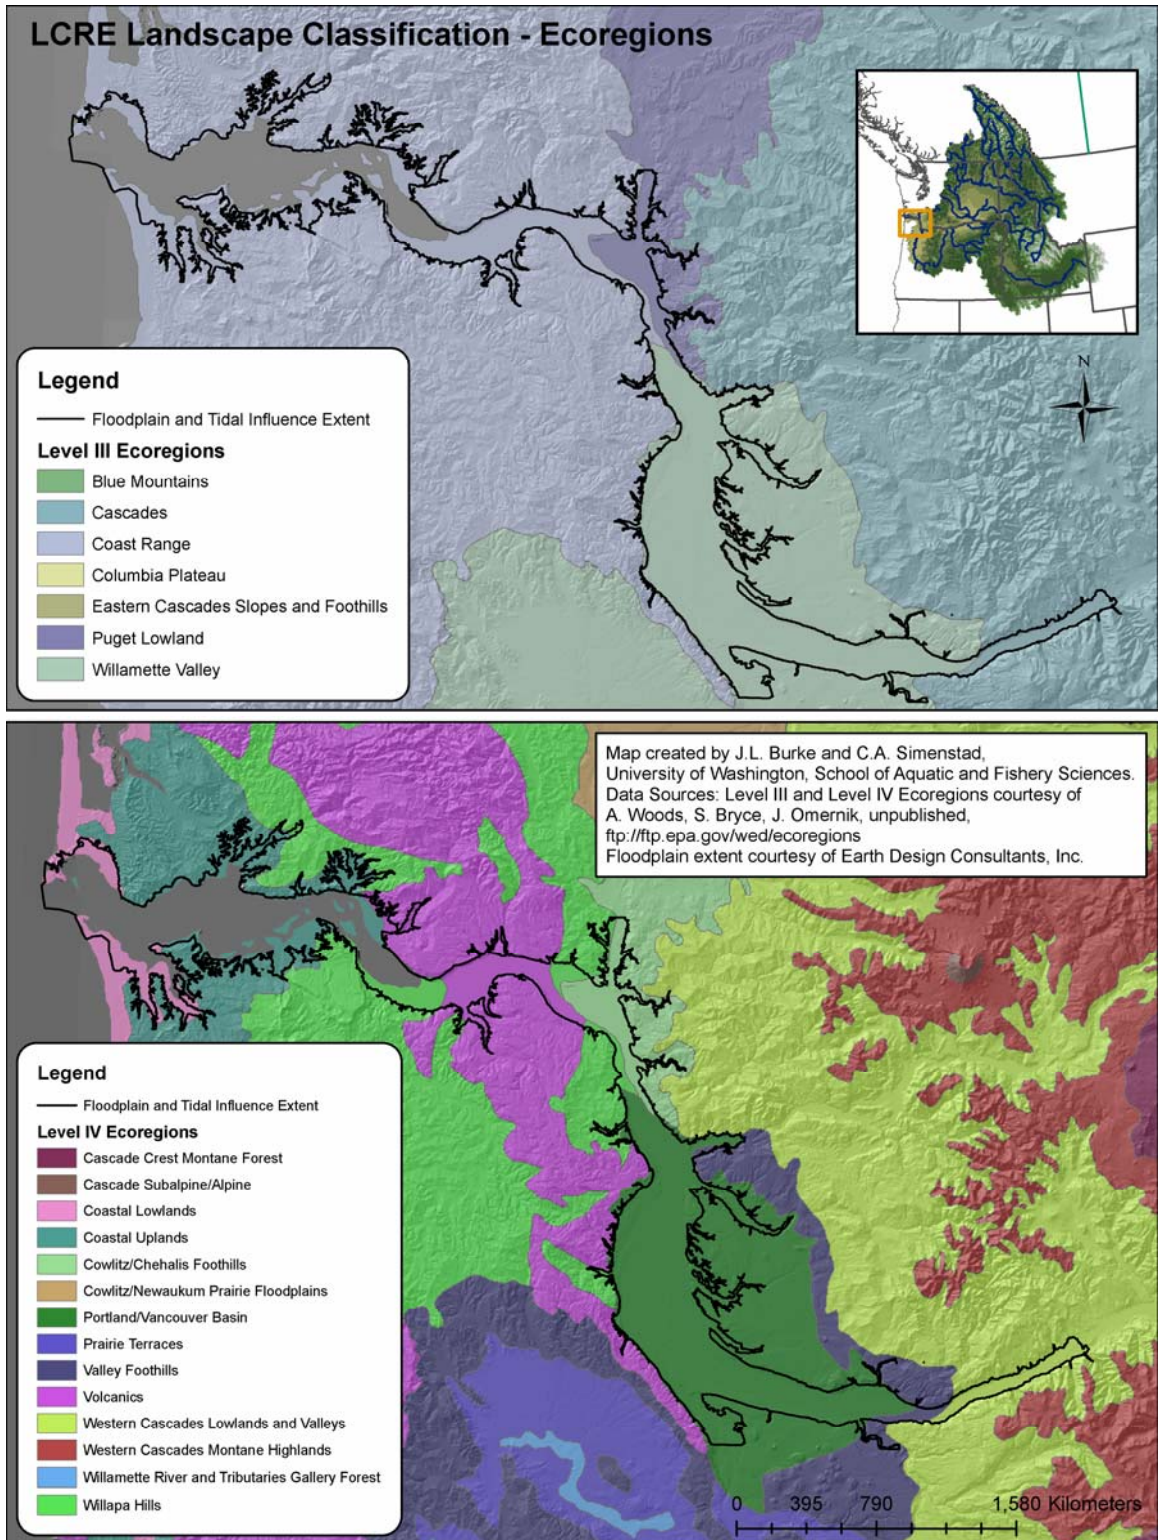 LCRE Landscape Classification - Ecoregions
N
Legend
Floodplain and Tidal Influence Extent
Level III Ecoregions
Blue Mountains
Cascades
Coast Range
Columbia Plateau
Eastern Cascades Slopes and Foothills
Puget Lowland
Willamette Valley
Map created by J.L. Burke and C.A. Simenstad,
University of Washington, School of Aquatic and Fishery Sciences.
Data Sources: Level III and Level IV Ecoregions courtesy of
A. Woods, S. Bryce, J. Omernik, unpublished,
ftp://ftp.epa.gov/wed/ecoregions
Floodplain extent courtesy of Earth Design Consultants, Inc.
Legend
Floodplain and Tidal Influence Extent
Level IV Ecoregions
Cascade Crest Montane Forest
Cascade Subalpine/Alpine
Coastal Lowlands
Coastal Uplands
Cowlitz/Chehalis Foothills
Cowlitz/Newaukum Prairie Floodplains
Portland/Vancouver Basin
Prairie Terraces
Valley Foothills
Volcanics
Western Cascades Lowlands and Valleys
Western Cascades Montane Highlands
Willamette River and Tributaries Gallery Forest
Willapa Hills
0 395 790 1,580 Kilometers